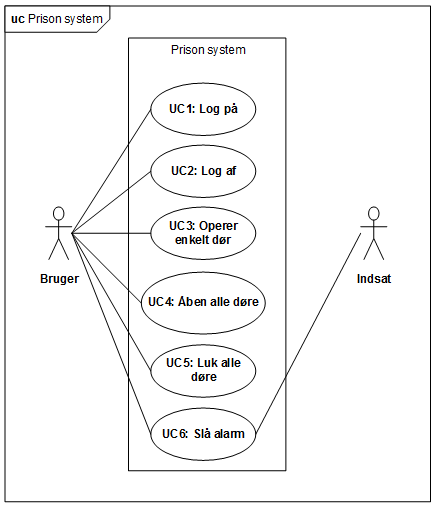 uc Prison system
Prison system
UC1: Log på
UC2: Log af
UC3: Operer
enkelt dør
Bruger
Indsat
UC4: Åben alle døre
UC5: Luk alle
døre
UC6: Slå alarm